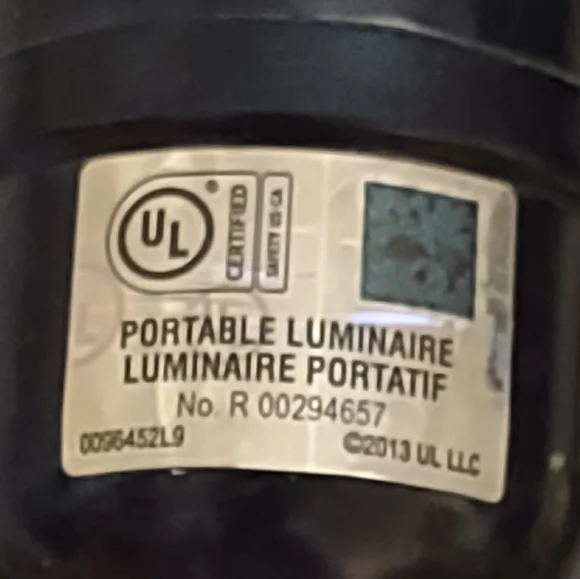 UL ®
CERTIFIED
SAFETY US-CA
PORTABLE LUMINAIRE
LUMINAIRE PORTATIF
No. R 00294657
0096452L9
©2013 UL LLC